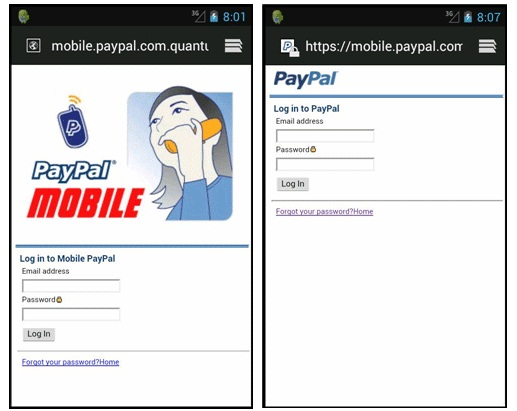 3G 8:01
mobile.paypal.com.quantu
P
PayPal®
MOBILE
Log in to Mobile PayPal
Email address
Password
Log In
Forgot your password?Home
3G 8:07
https://mobile.paypal.com
PayPal
Log in to PayPal
Email address
Password
Log In
Forgot your password?Home